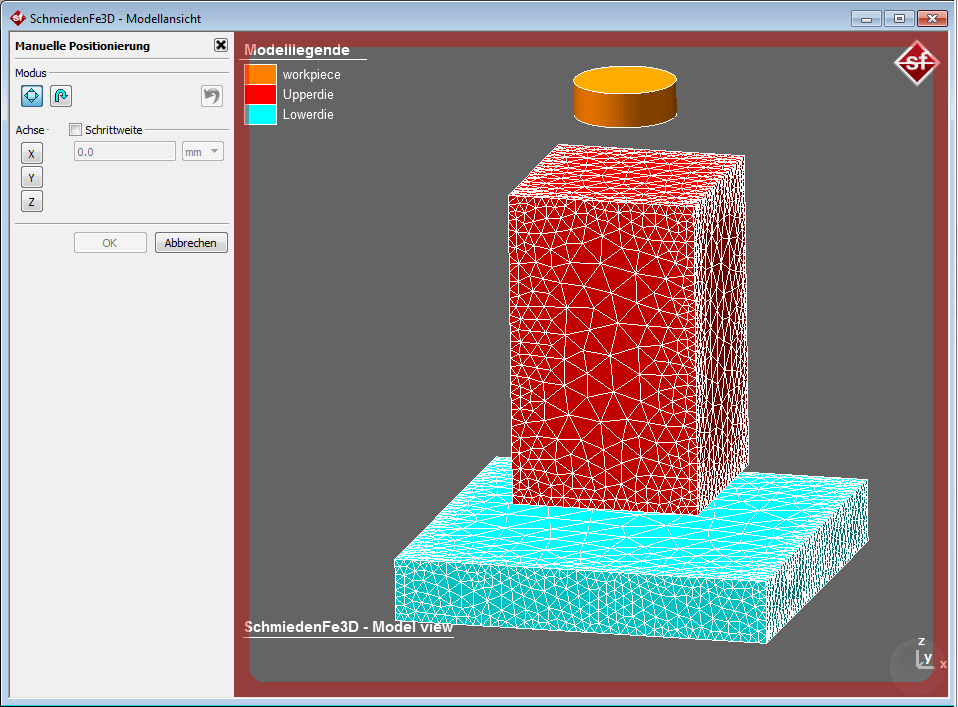 SchmiedenFe3D - Modellansicht
Manuelle Positionierung
Modus
Achse
Schrittweite
X
0.0
mm
Y
Z
OK
Abbrechen
Modelllegende
workpiece
Upperdie
Lowerdie
sf
SchmiedenFe3D - Model view
z
y
x